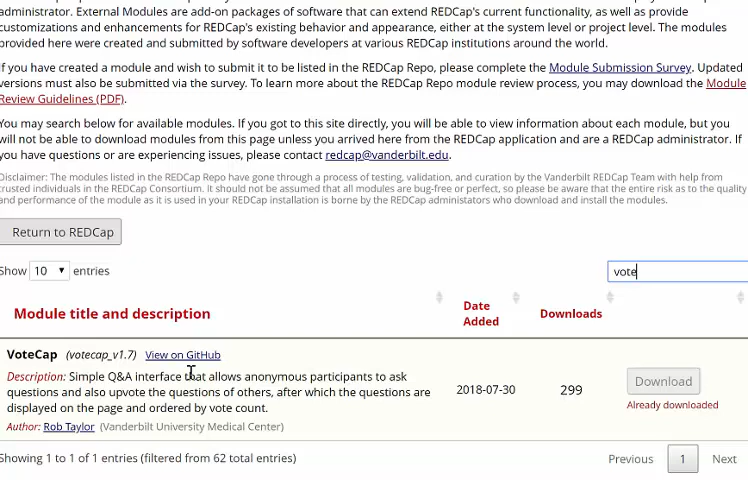 administrator. External Modules are add-on packages of software that can extend REDCap's current functionality, as well as provide
customizations and enhancements for REDCap's existing behavior and appearance, either at the system level or project level. The modules
provided here were created and submitted by software developers at various REDCap institutions around the world.
If you have created a module and wish to submit it to be listed in the REDCap Repo, please complete the Module Submission Survey. Updated
versions must also be submitted via the survey. To learn more about the REDCap Repo module review process, you may download the Module
Review Guidelines (PDF).
You may search below for available modules. If you got to this site directly, you will be able to view information about each module, but you
will not be able to download modules from this page unless you arrived here from the REDCap application and are a REDCap administrator. If
you have questions or are experiencing issues, please contact redcap@vanderbilt.edu.
Disclaimer: The modules listed in the REDCap Repo have gone through a process of testing, validation, and curation by the Vanderbilt REDCap Team with help from
trusted individuals in the REDCap Consortium. It should not be assumed that all modules are bug-free or perfect, so please be aware that the entire risk as to the quality
and performance of the module as it is used in your REDCap installation is borne by the REDCap administators who download and install the modules.
Return to REDCap
Show 10 entries
vote
Module title and description
Date Added
Downloads
VoteCap (votecap_v1.7) View on GitHub
Description: Simple Q&A interface that allows anonymous participants to ask
questions and also upvote the questions of others, after which the questions are
displayed on the page and ordered by vote count.
Author: Rob Taylor (Vanderbilt University Medical Center)
2018-07-30
299
Download
Already downloaded
Showing 1 to 1 of 1 entries (filtered from 62 total entries)
Previous 1 Next